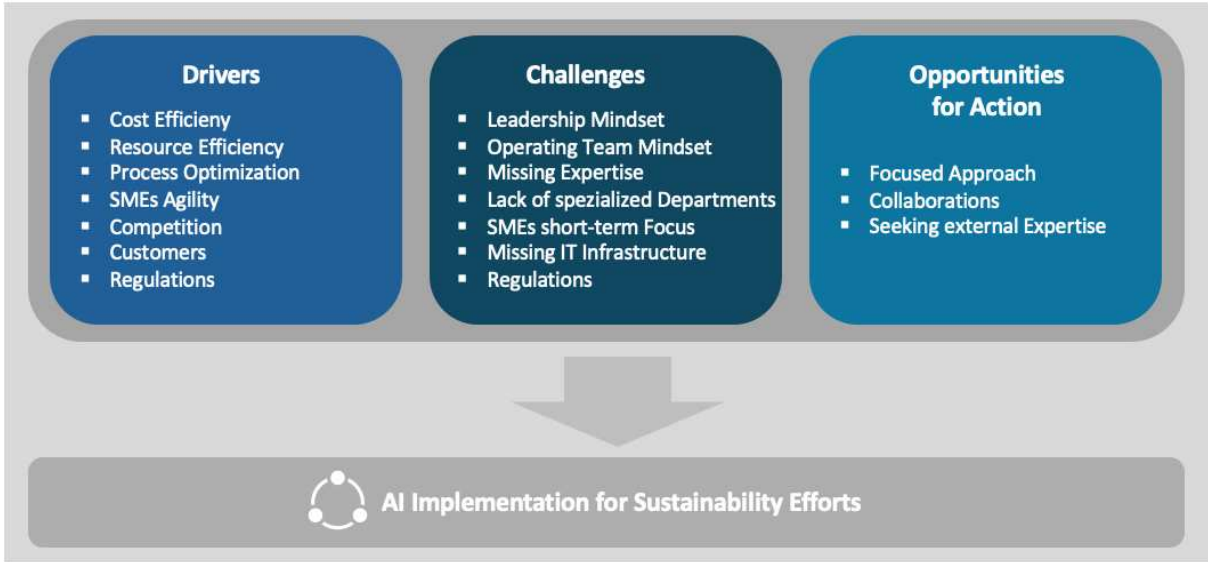 Drivers
Cost Efficieny
Resource Efficiency
Process Optimization
SMEs Agility
Competition
Customers
Regulations
Challenges
Leadership Mindset
Operating Team Mindset
Missing Expertise
Lack of spezialized Departments
SMEs short-term Focus
Missing IT Infrastructure
Regulations
Opportunities
for Action
Focused Approach
Collaborations
Seeking external Expertise
AI Implementation for Sustainability Efforts